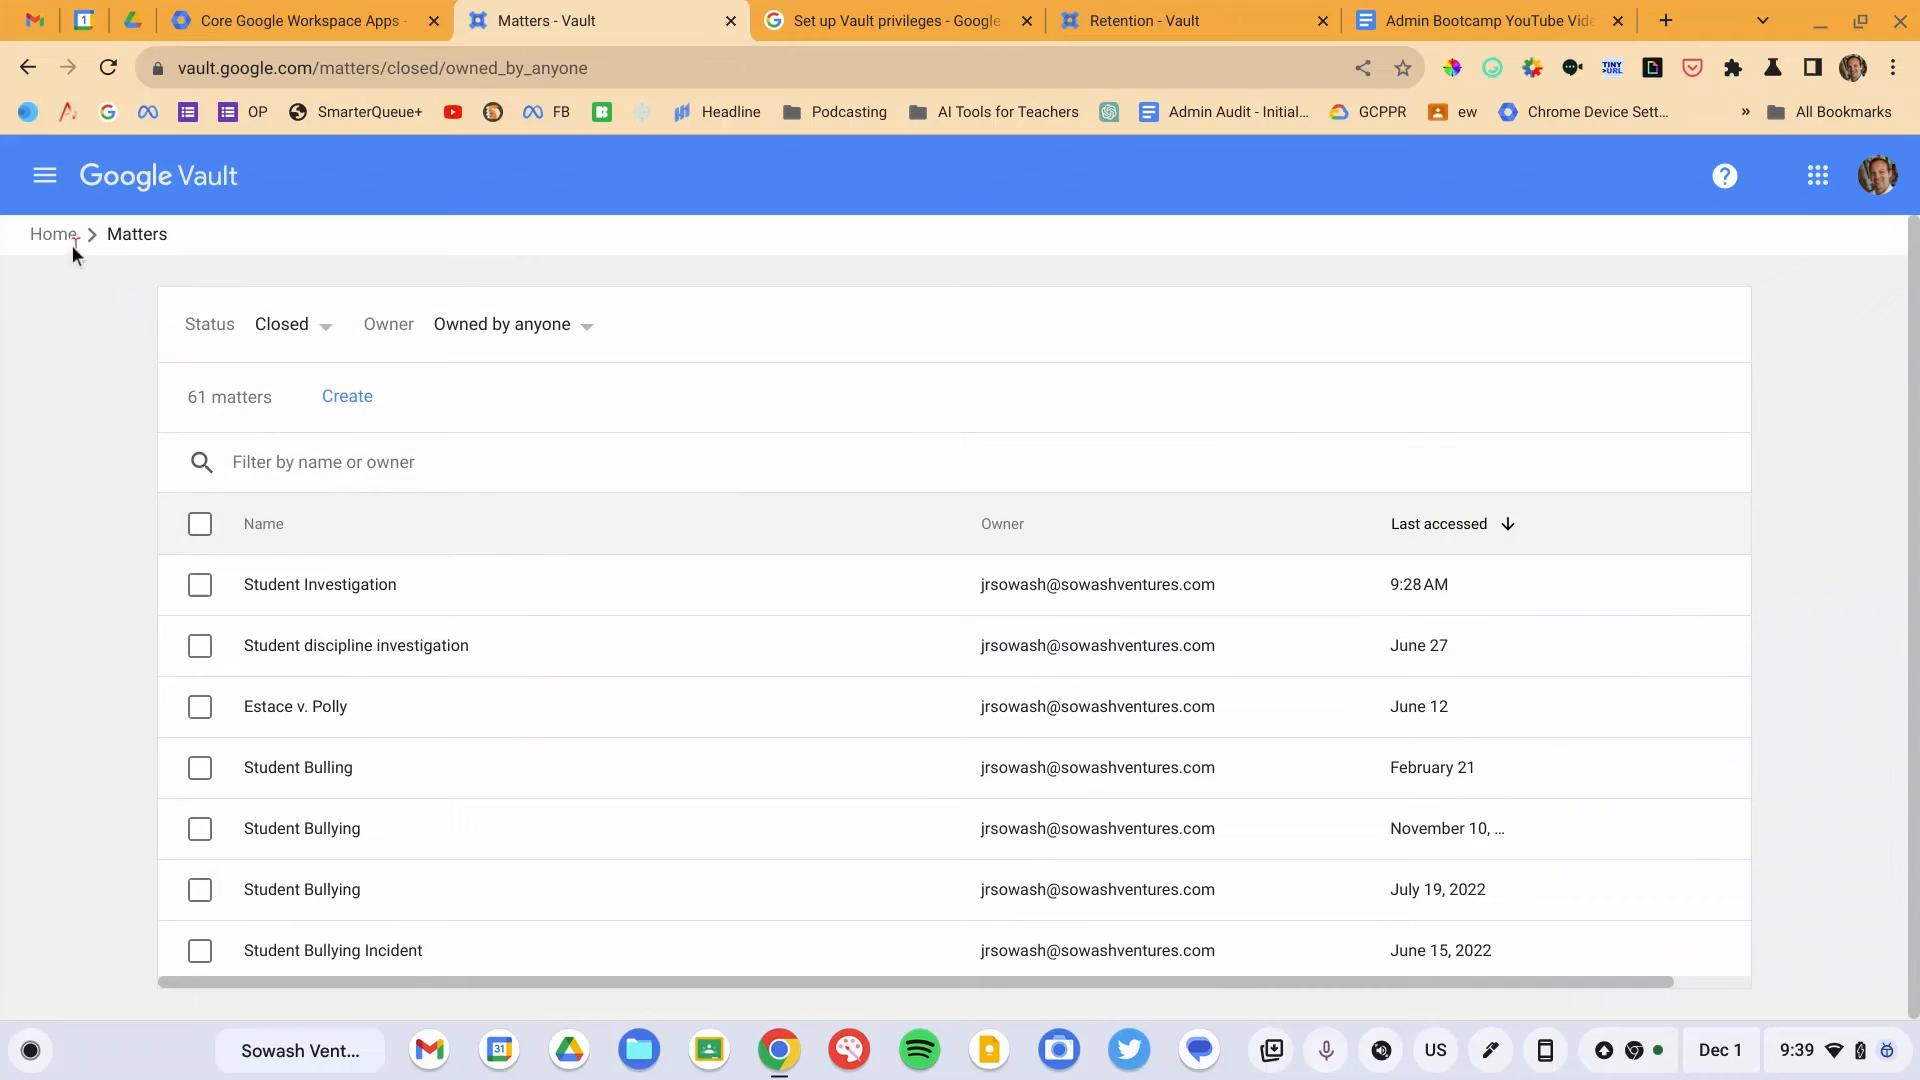 Core Google Workspace Apps -
Matters - Vault
Set up Vault privileges - Google
Retention - Vault
Admin Bootcamp YouTube Vide
vault.google.com/matters/closed/owned_by_anyone
TINY
URL
OP
SmarterQueue+
FB
Headline
Podcasting
AI Tools for Teachers
Admin Audit - Initial...
GCPPR
ew
Chrome Device Sett...
»
All Bookmarks
Google Vault
Home
Matters
Status
Closed
Owner
Owned by anyone
61 matters
Create
Filter by name or owner
Name
Owner
Last accessed
Student Investigation
jrsowash@sowashventures.com
9:28 AM
Student discipline investigation
jrsowash@sowashventures.com
June 27
Estace v. Polly
jrsowash@sowashventures.com
June 12
Student Bulling
jrsowash@sowashventures.com
February 21
Student Bullying
jrsowash@sowashventures.com
November 10, ...
Student Bullying
jrsowash@sowashventures.com
July 19, 2022
Student Bullying Incident
jrsowash@sowashventures.com
June 15, 2022
Sowash Vent...
31
US
Dec 1
9:39